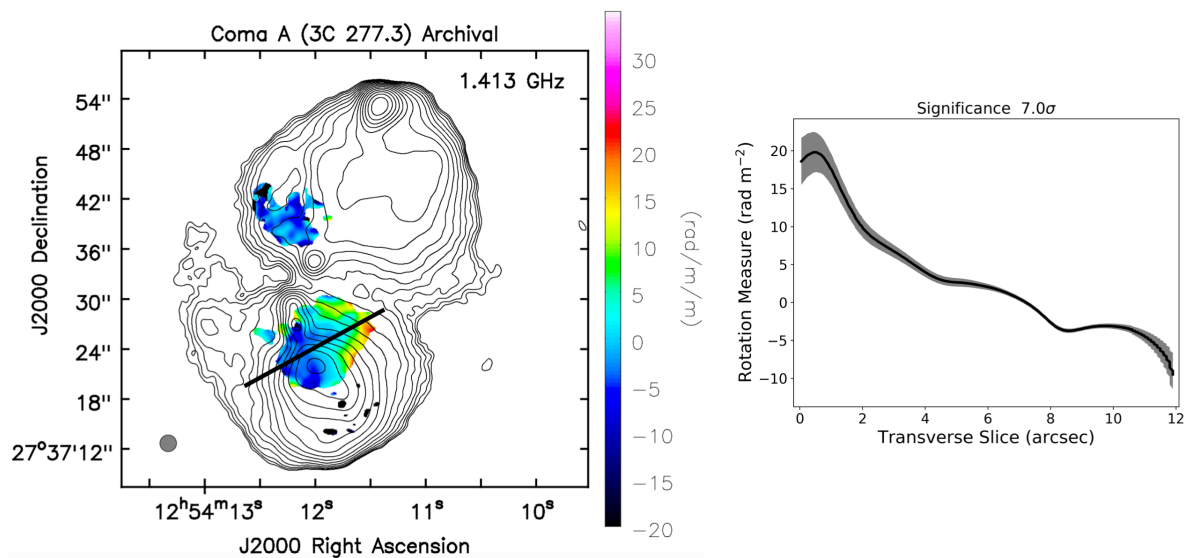 Coma A (3C 277.3) Archival
1.413 GHz
54"
48"
42"
36"
30"
24"
18"
27°37'12"
J2000 Declination
12ʰ54ᵐ13ˢ
12ˢ
11ˢ
10ˢ
J2000 Right Ascension
30
25
20
15
10
5
0
−5
−10
−15
−20
(rad/m/m)
Significance 7.0σ
20
15
10
5
0
−5
−10
Rotation Measure (rad m⁻²)
0 2 4 6 8 10 12
Transverse Slice (arcsec)